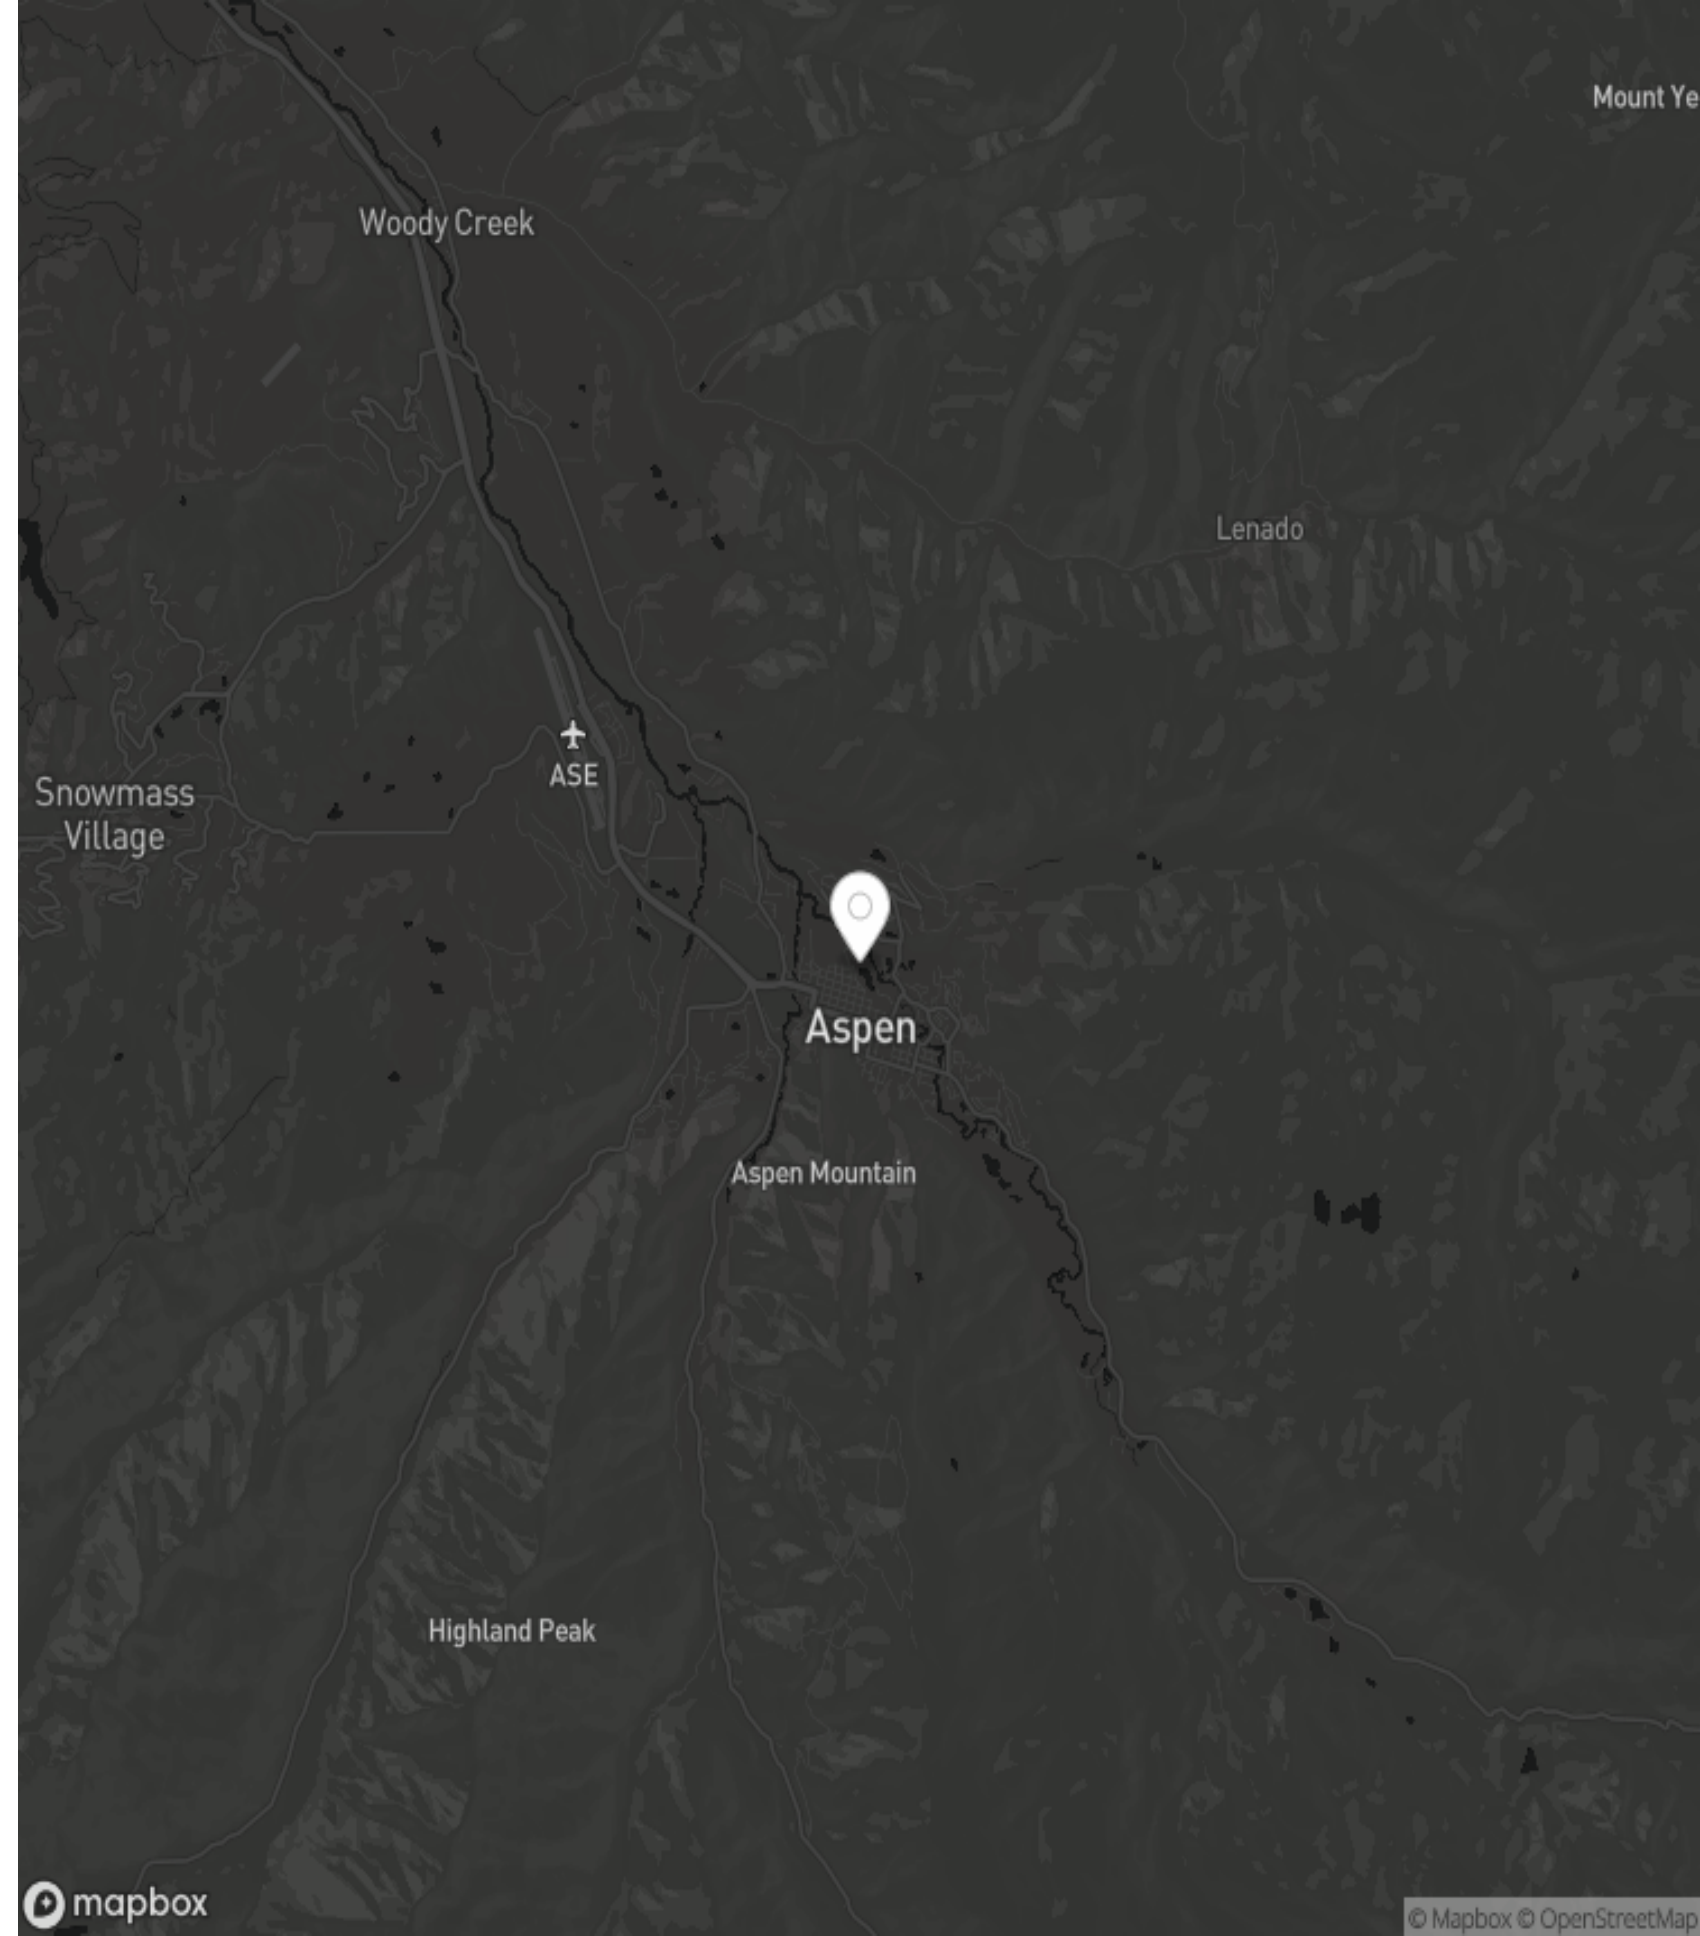 Mount Ye
Woody Creek
Lenado
ASE
Snowmass
Village
Aspen
Aspen Mountain
Highland Peak
mapbox
© Mapbox © OpenStreetMap